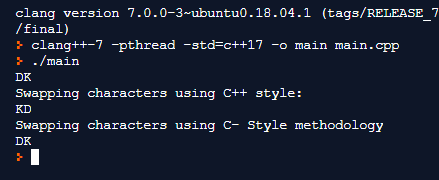 clang version 7.0.0-3~ubuntu0.18.04.1 (tags/RELEASE_7
/final)
> clang++-7 -pthread -std=c++17 -o main main.cpp
> ./main
DK
Swapping characters using C++ style:
KD
Swapping characters using C- Style methodology
DK
>